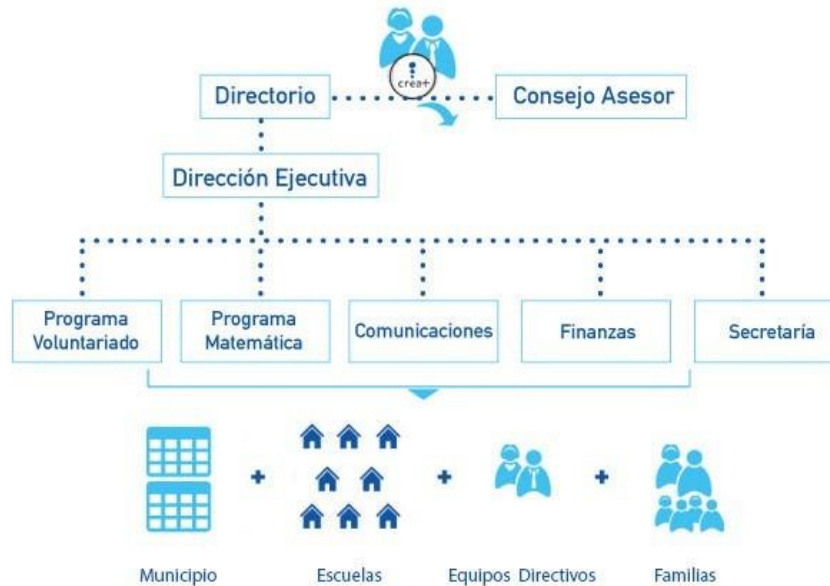 crea+
Directorio
Consejo Asesor
Dirección Ejecutiva
Programa
Voluntariado
Programa
Matemática
Comunicaciones
Finanzas
Secretaría
+
+
+
Municipio
Escuelas
Equipos Directivos
Familias